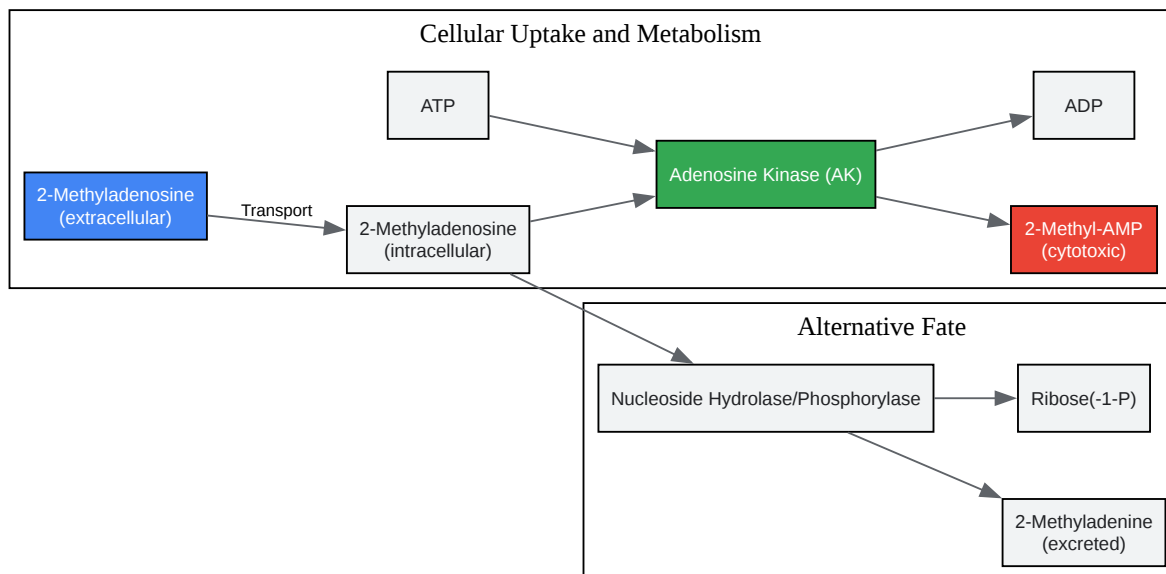 Cellular Uptake and Metabolism
ATP
ADP
Adenosine Kinase (AK)
2-Methyladenosine
(extracellular)
Transport
2-Methyladenosine
(intracellular)
2-Methyl-AMP
(cytotoxic)
Alternative Fate
Nucleoside Hydrolase/Phosphorylase
Ribose(-1-P)
2-Methyladenine
(excreted)